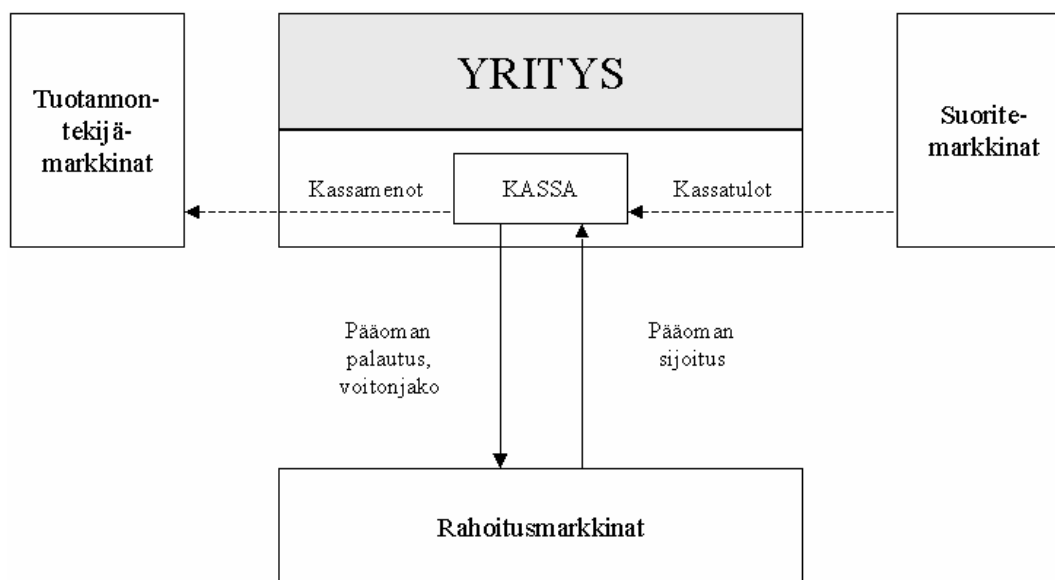 YRITYS
Tuotannon-
tekijä-
markkinat
Suorite-
markkinat
Kassamenot
KASSA
Kassatulot
Pääoman
palautus,
voitonjako
Pääoman
sijoitus
Rahoitusmarkkinat